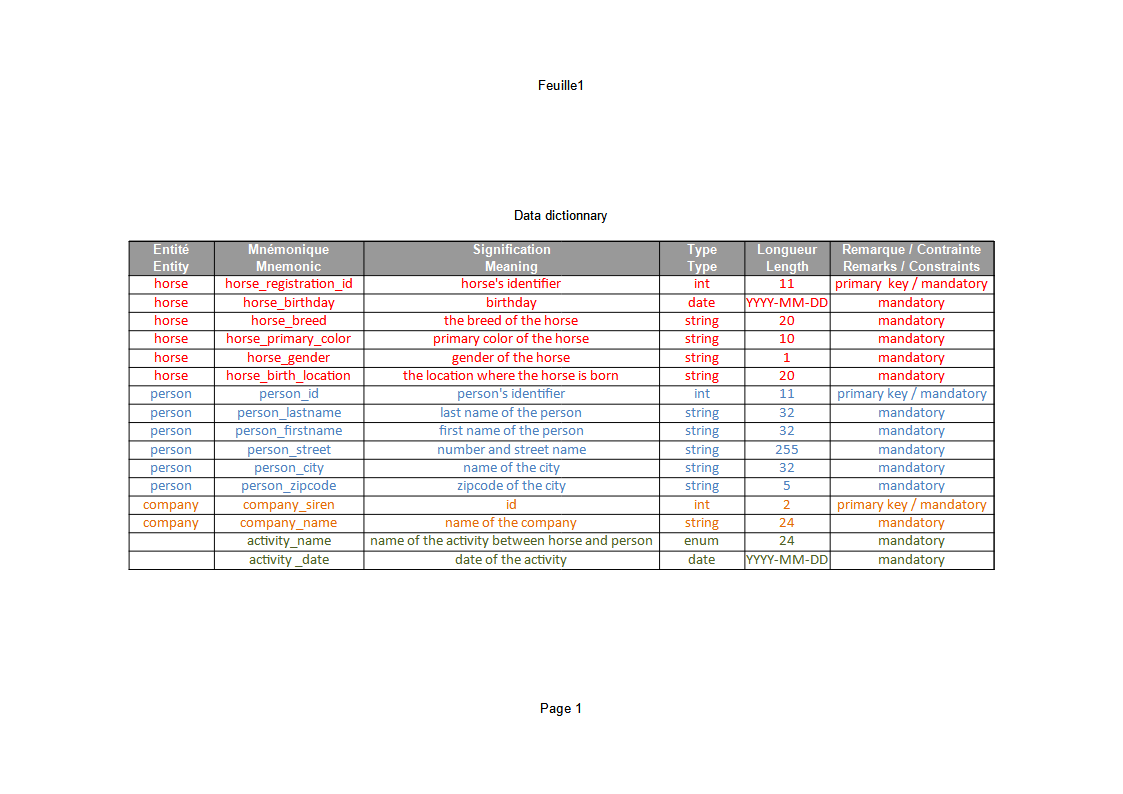 Feuille1
Data dictionnary
Entité Mnémonique Signification Type Longueur Remarque / Contrainte
Entity Mnemonic Meaning Type Length Remarks / Constraints
horse horse_registration_id horse's identifier int 11 primary key / mandatory
horse horse_birthday birthday date YYYY-MM-DD mandatory
horse horse_breed the breed of the horse string 20 mandatory
horse horse_primary_color primary color of the horse string 10 mandatory
horse horse_gender gender of the horse string 1 mandatory
horse horse_birth_location the location where the horse is born string 20 mandatory
person person_id person's identifier int 11 primary key / mandatory
person person_lastname last name of the person string 32 mandatory
person person_firstname first name of the person string 32 mandatory
person person_street number and street name string 255 mandatory
person person_city name of the city string 32 mandatory
person person_zipcode zipcode of the city string 5 mandatory
company company_siren id int 2 primary key / mandatory
company company_name name of the company string 24 mandatory
activity_name name of the activity between horse and person enum 24 mandatory
activity _date date of the activity date YYYY-MM-DD mandatory
Page 1